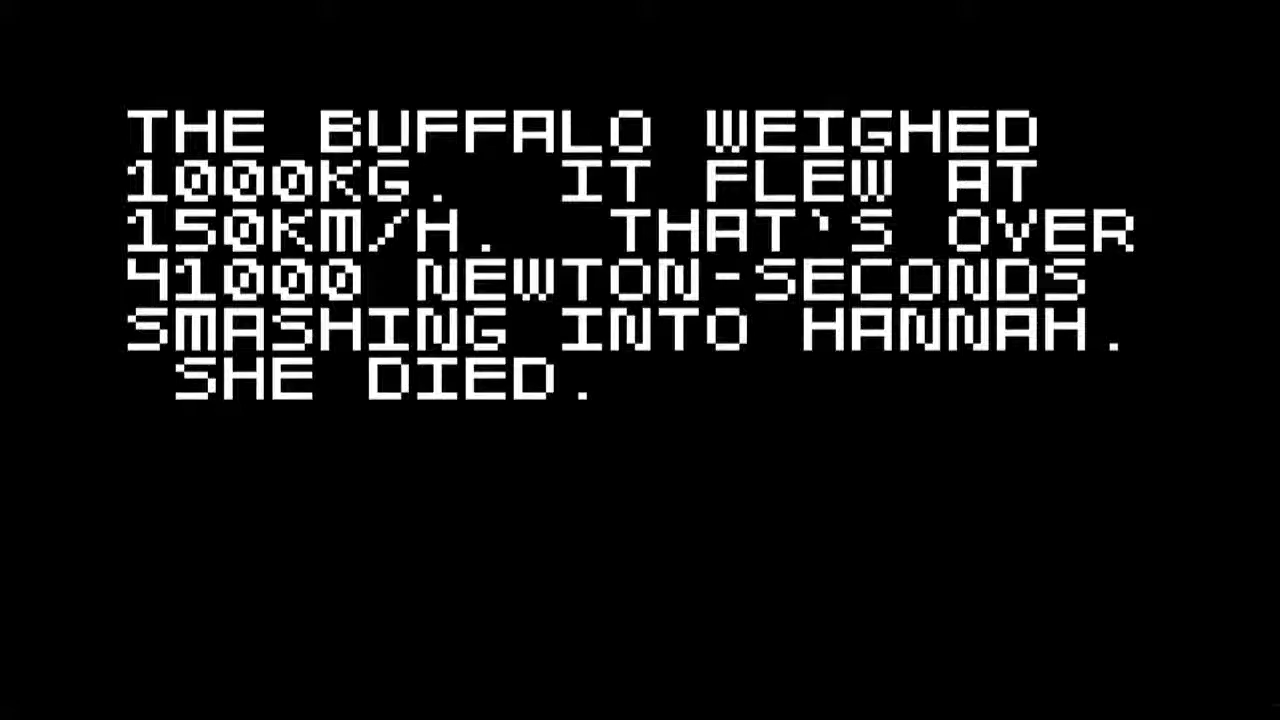 THE BUFFALO WEIGHED
1000KG.  IT FLEW AT
150KM/H.  THAT'S OVER
41000 NEWTON-SECONDS
SMASHING INTO HANNAH.
 SHE DIED.